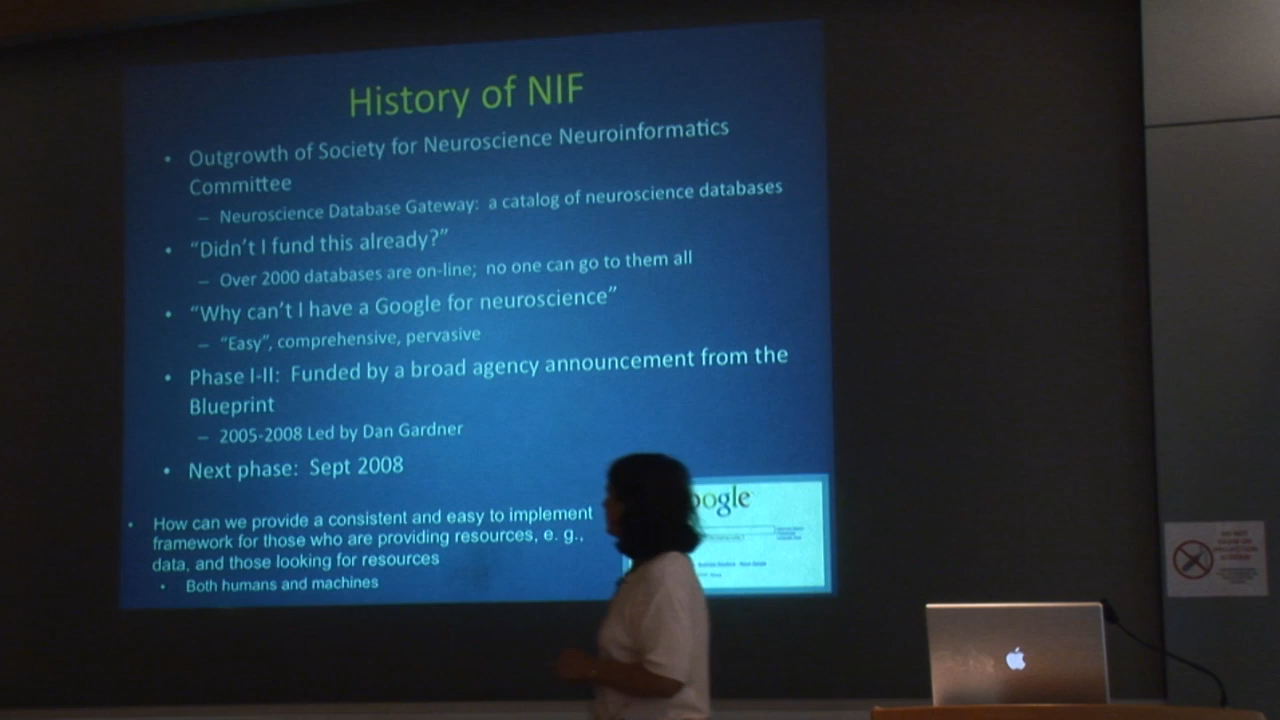 History of NIF
• Outgrowth of Society for Neuroscience Neuroinformatics
Committee
– Neuroscience Database Gateway: a catalog of neuroscience databases
• “Didn’t I fund this already?”
– Over 2000 databases are on-line; no one can go to them all
• “Why can’t I have a Google for neuroscience”
– “Easy”, comprehensive, pervasive
• Phase I-II: Funded by a broad agency announcement from the
Blueprint
– 2005-2008 Led by Dan Gardner
• Next phase: Sept 2008
• How can we provide a consistent and easy to implement
framework for those who are providing resources, e. g.,
data, and those looking for resources
• Both humans and machines
oogle